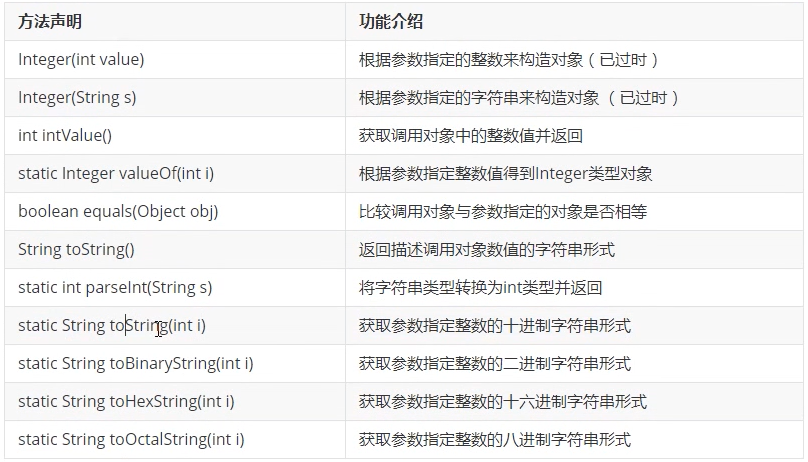 方法声明 功能介绍
Integer(int value) 根据参数指定的整数来构造对象（已过时）
Integer(String s) 根据参数指定的字符串来构造对象 （已过时）
int intValue() 获取调用对象中的整数值并返回
static Integer valueOf(int i) 根据参数指定整数值得到Integer类型对象
boolean equals(Object obj) 比较调用对象与参数指定的对象是否相等
String toString() 返回描述调用对象数值的字符串形式
static int parseInt(String s) 将字符串类型转换为int类型并返回
static String toString(int i) 获取参数指定整数的十进制字符串形式
static String toBinaryString(int i) 获取参数指定整数的二进制字符串形式
static String toHexString(int i) 获取参数指定整数的十六进制字符串形式
static String toOctalString(int i) 获取参数指定整数的八进制字符串形式